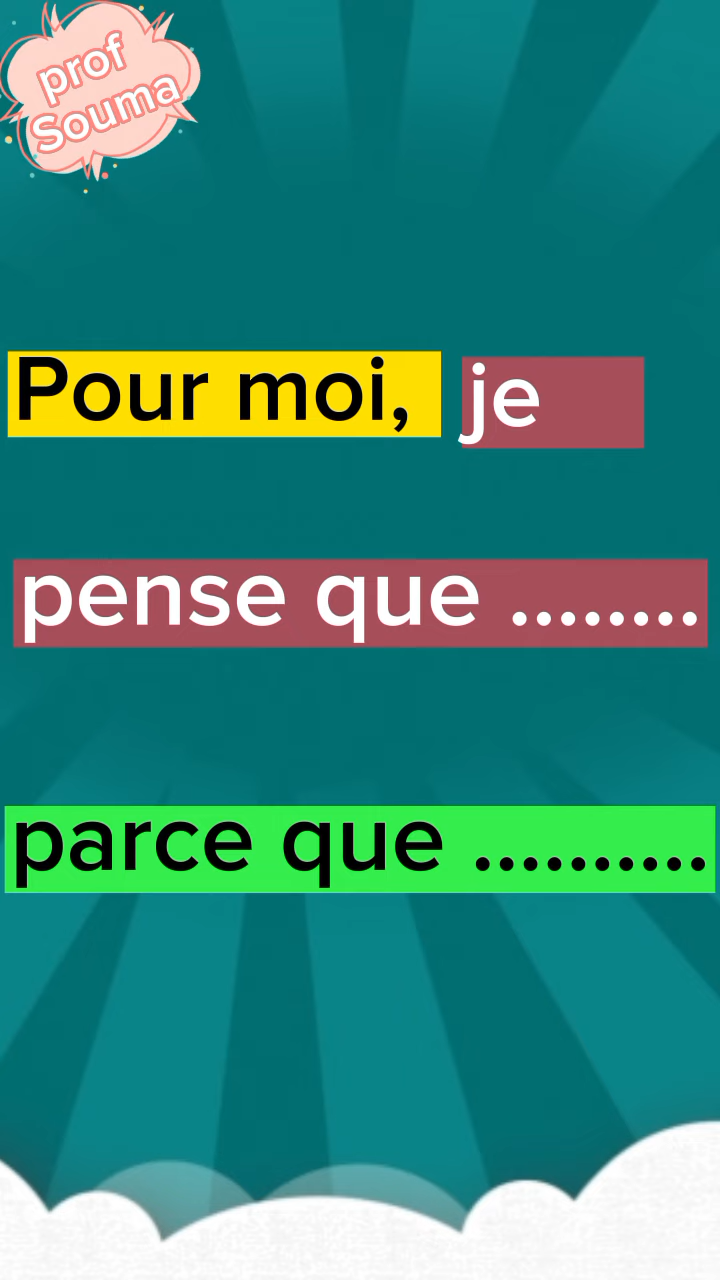 prof
Souma
Pour moi, je
pense que ........
parce que ..........